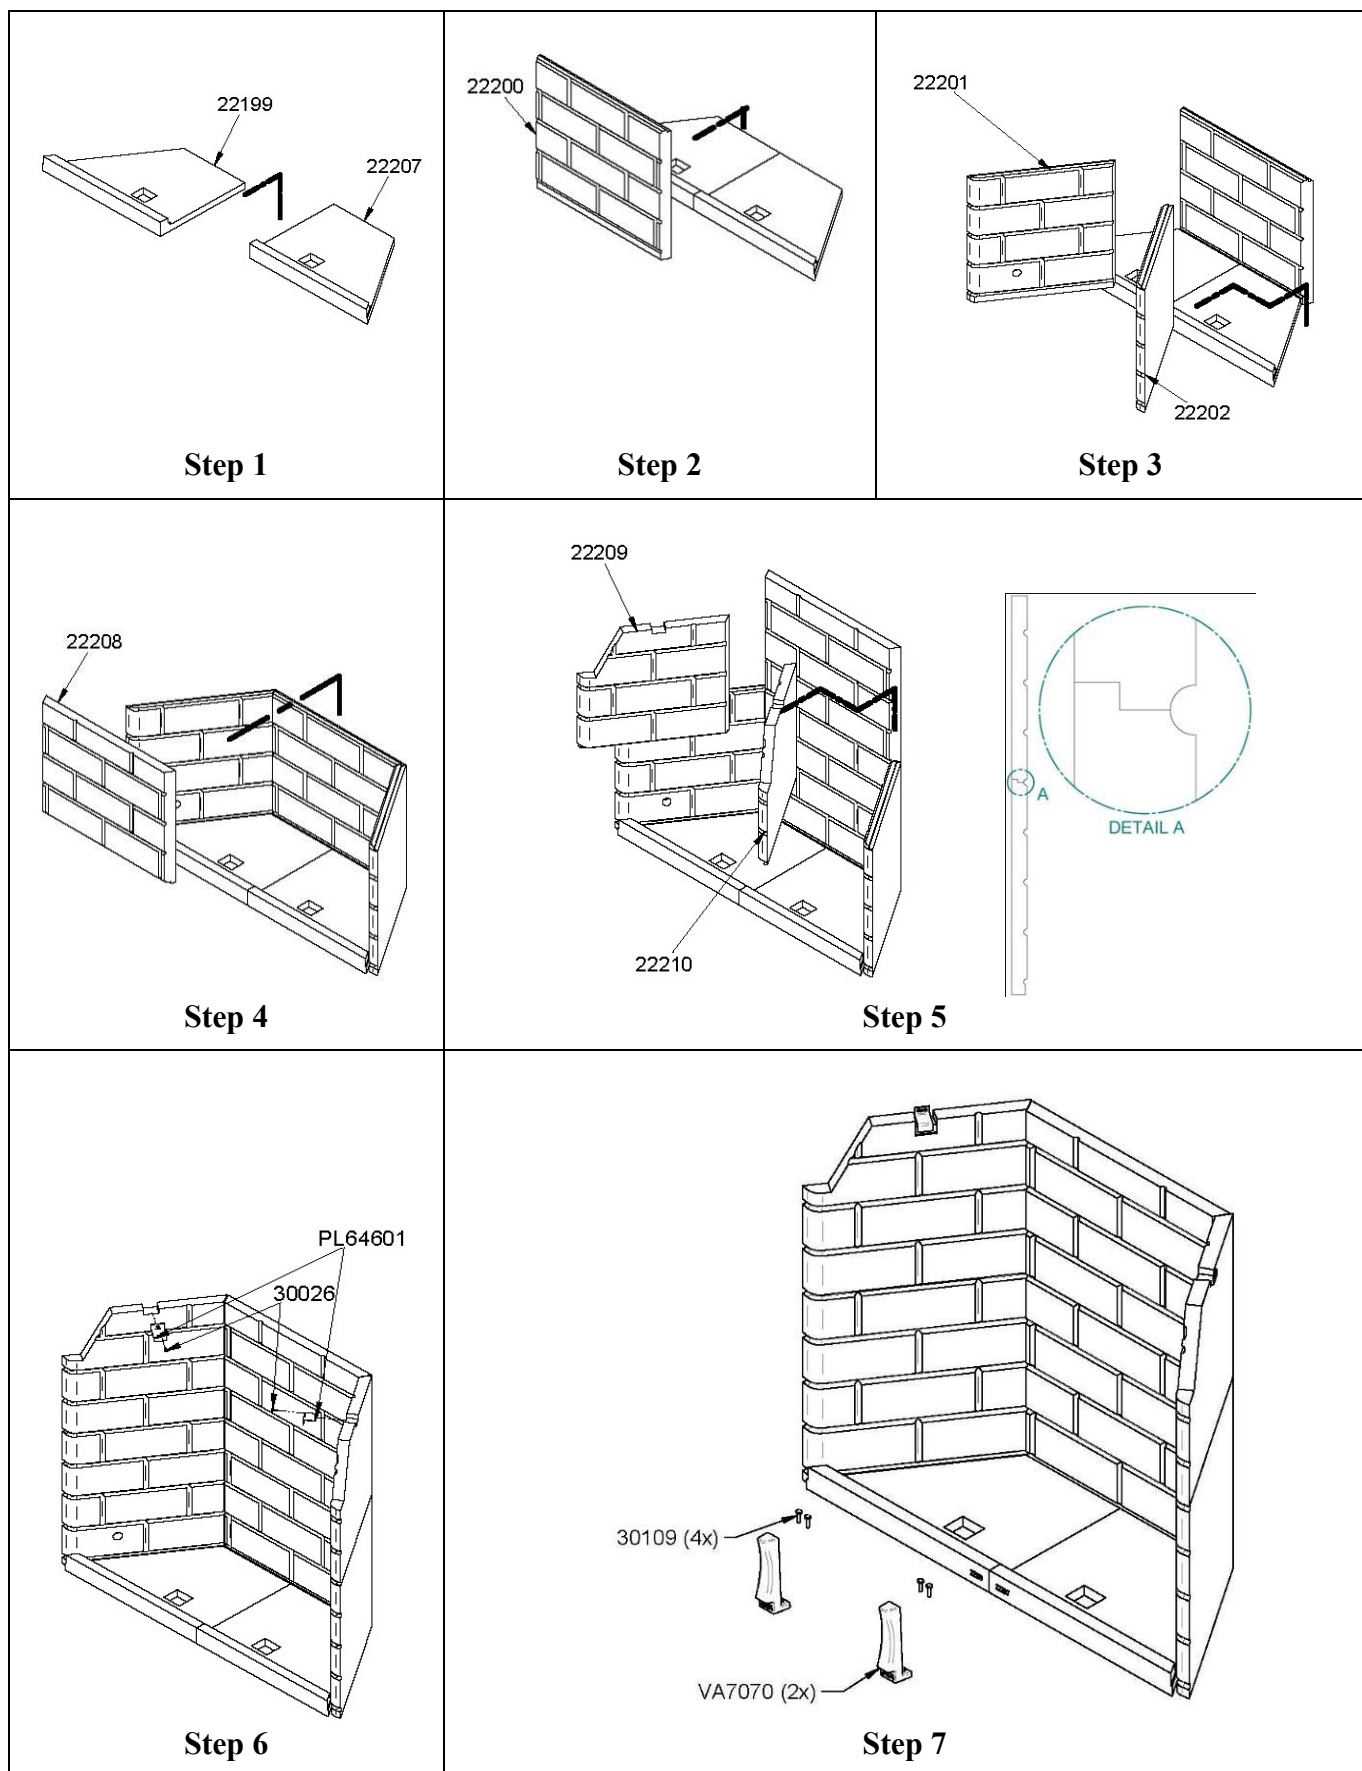 22199
22207
Step 1
22200
Step 2
22201
22202
Step 3
22208
Step 4
22209
22210
A
DETAIL A
Step 5
PL64601
30026
Step 6
30109 (4x)
VA7070 (2x)
Step 7